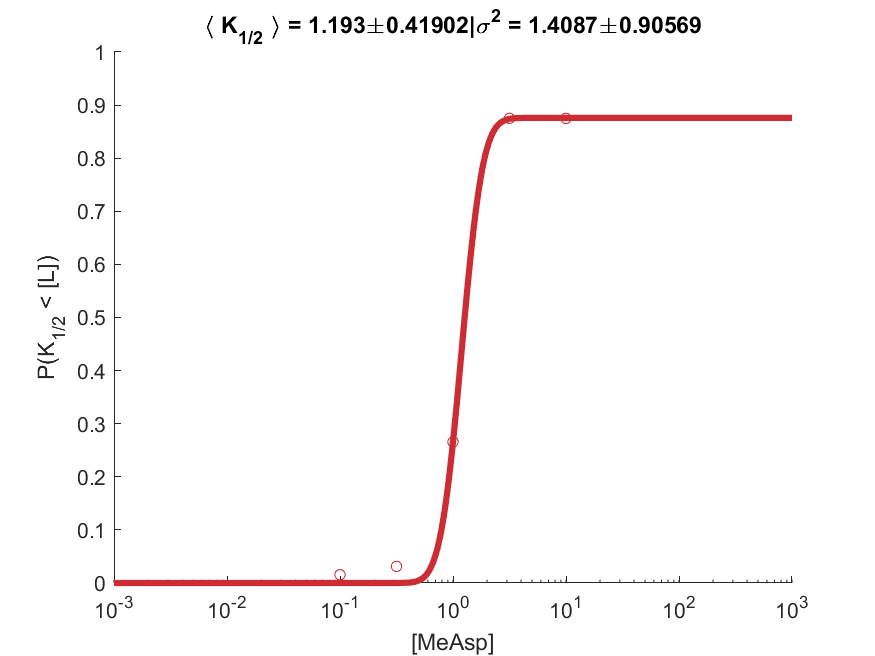 ⟨ K1/2 ⟩ = 1.193±0.41902|σ2 = 1.4087±0.90569
1
0.9
0.8
0.7
0.6
0.5
0.4
0.3
0.2
0.1
0
P(K1/2 < [L])
10-3 10-2 10-1 100 101 102 103
[MeAsp]